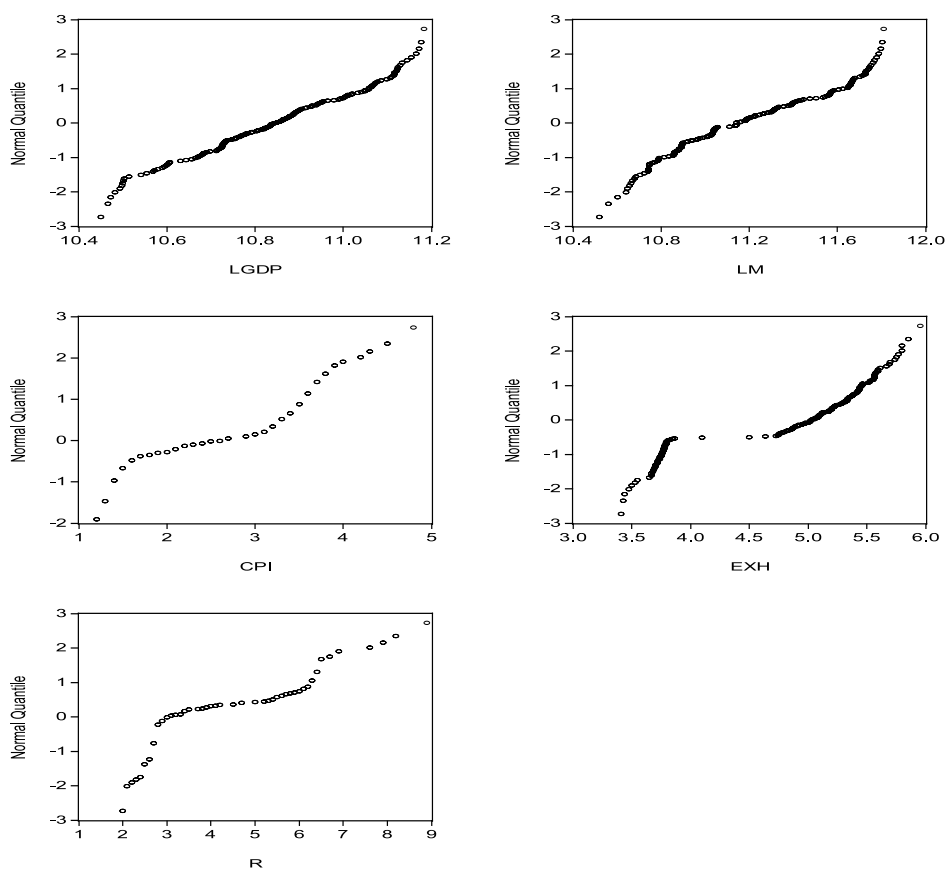 3
2
1
0
-1
-2
-3
Normal Quantile
10.4 10.6 10.8 11.0 11.2
LGDP
3
2
1
0
-1
-2
-3
Normal Quantile
10.4 10.8 11.2 11.6 12.0
LM
3
2
1
0
-1
-2
Normal Quantile
1 2 3 4 5
CPI
3
2
1
0
-1
-2
-3
Normal Quantile
3.0 3.5 4.0 4.5 5.0 5.5 6.0
EXH
3
2
1
0
-1
-2
-3
Normal Quantile
1 2 3 4 5 6 7 8 9
R